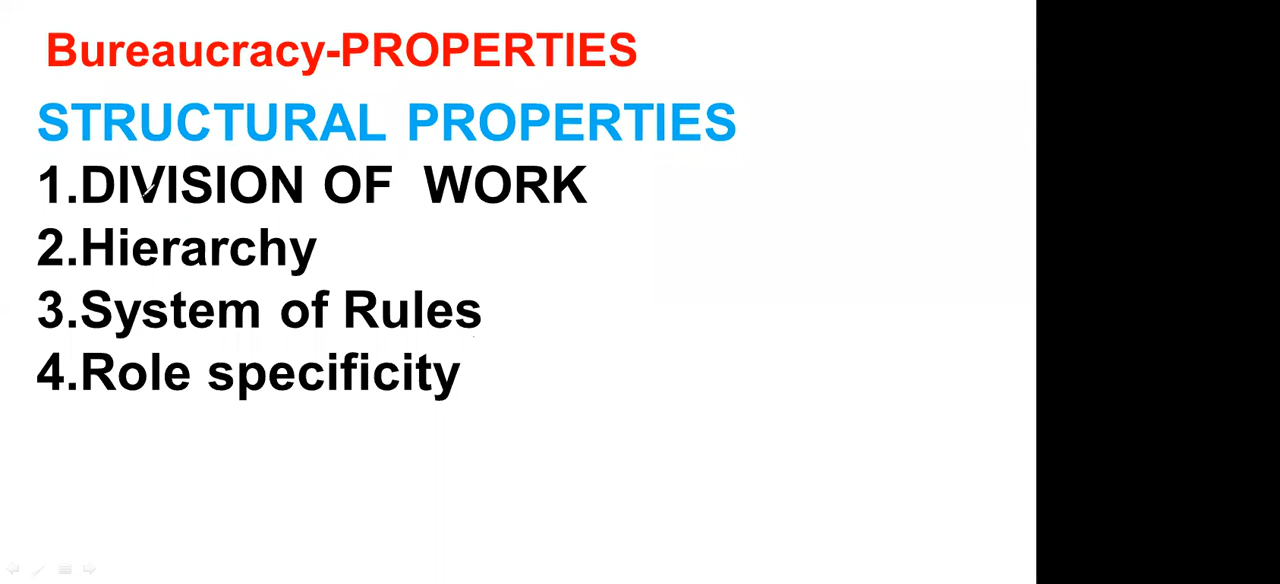 Bureaucracy-PROPERTIES
STRUCTURAL PROPERTIES
1.DIVISION OF WORK
2.Hierarchy
3.System of Rules
4.Role specificity